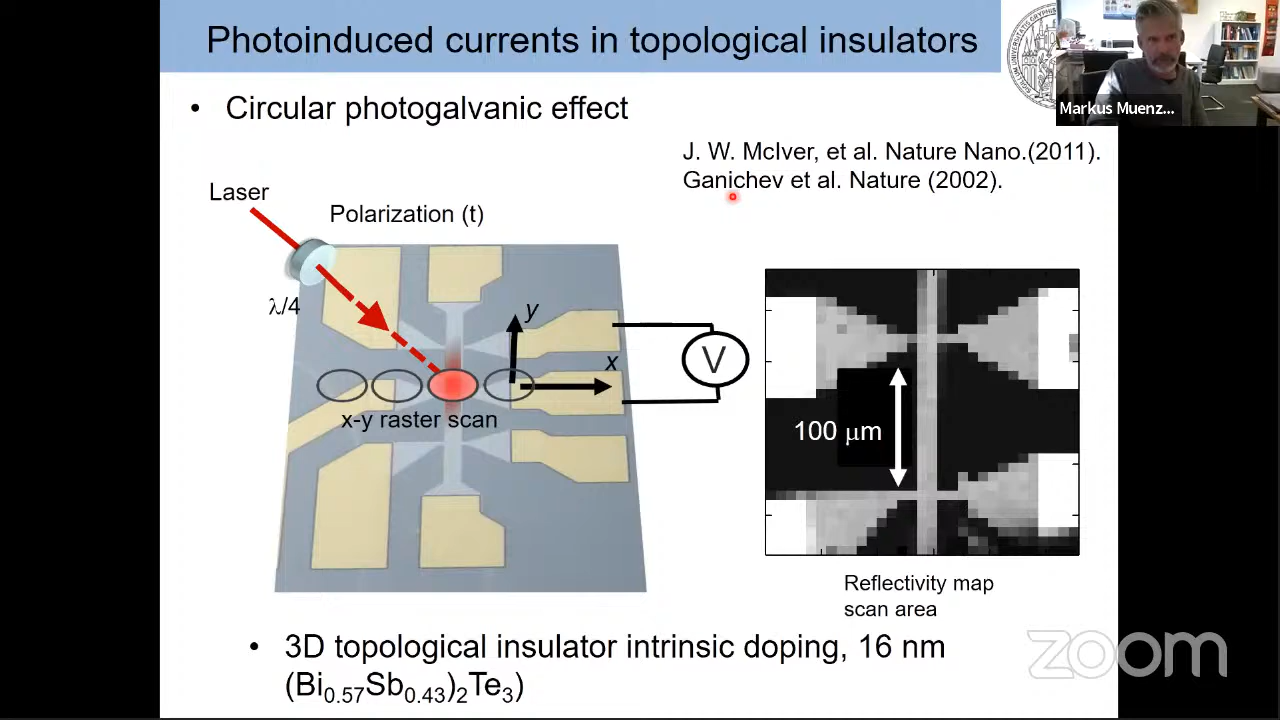 Photoinduced currents in topological insulators
Markus Muenz...
• Circular photogalvanic effect
J. W. McIver, et al. Nature Nano.(2011).
Ganichev et al. Nature (2002).
Laser
Polarization (t)
λ/4
y
x
V
x-y raster scan
100 μm
Reflectivity map
scan area
• 3D topological insulator intrinsic doping, 16 nm
(Bi0.57Sb0.43)2Te3)
zoom